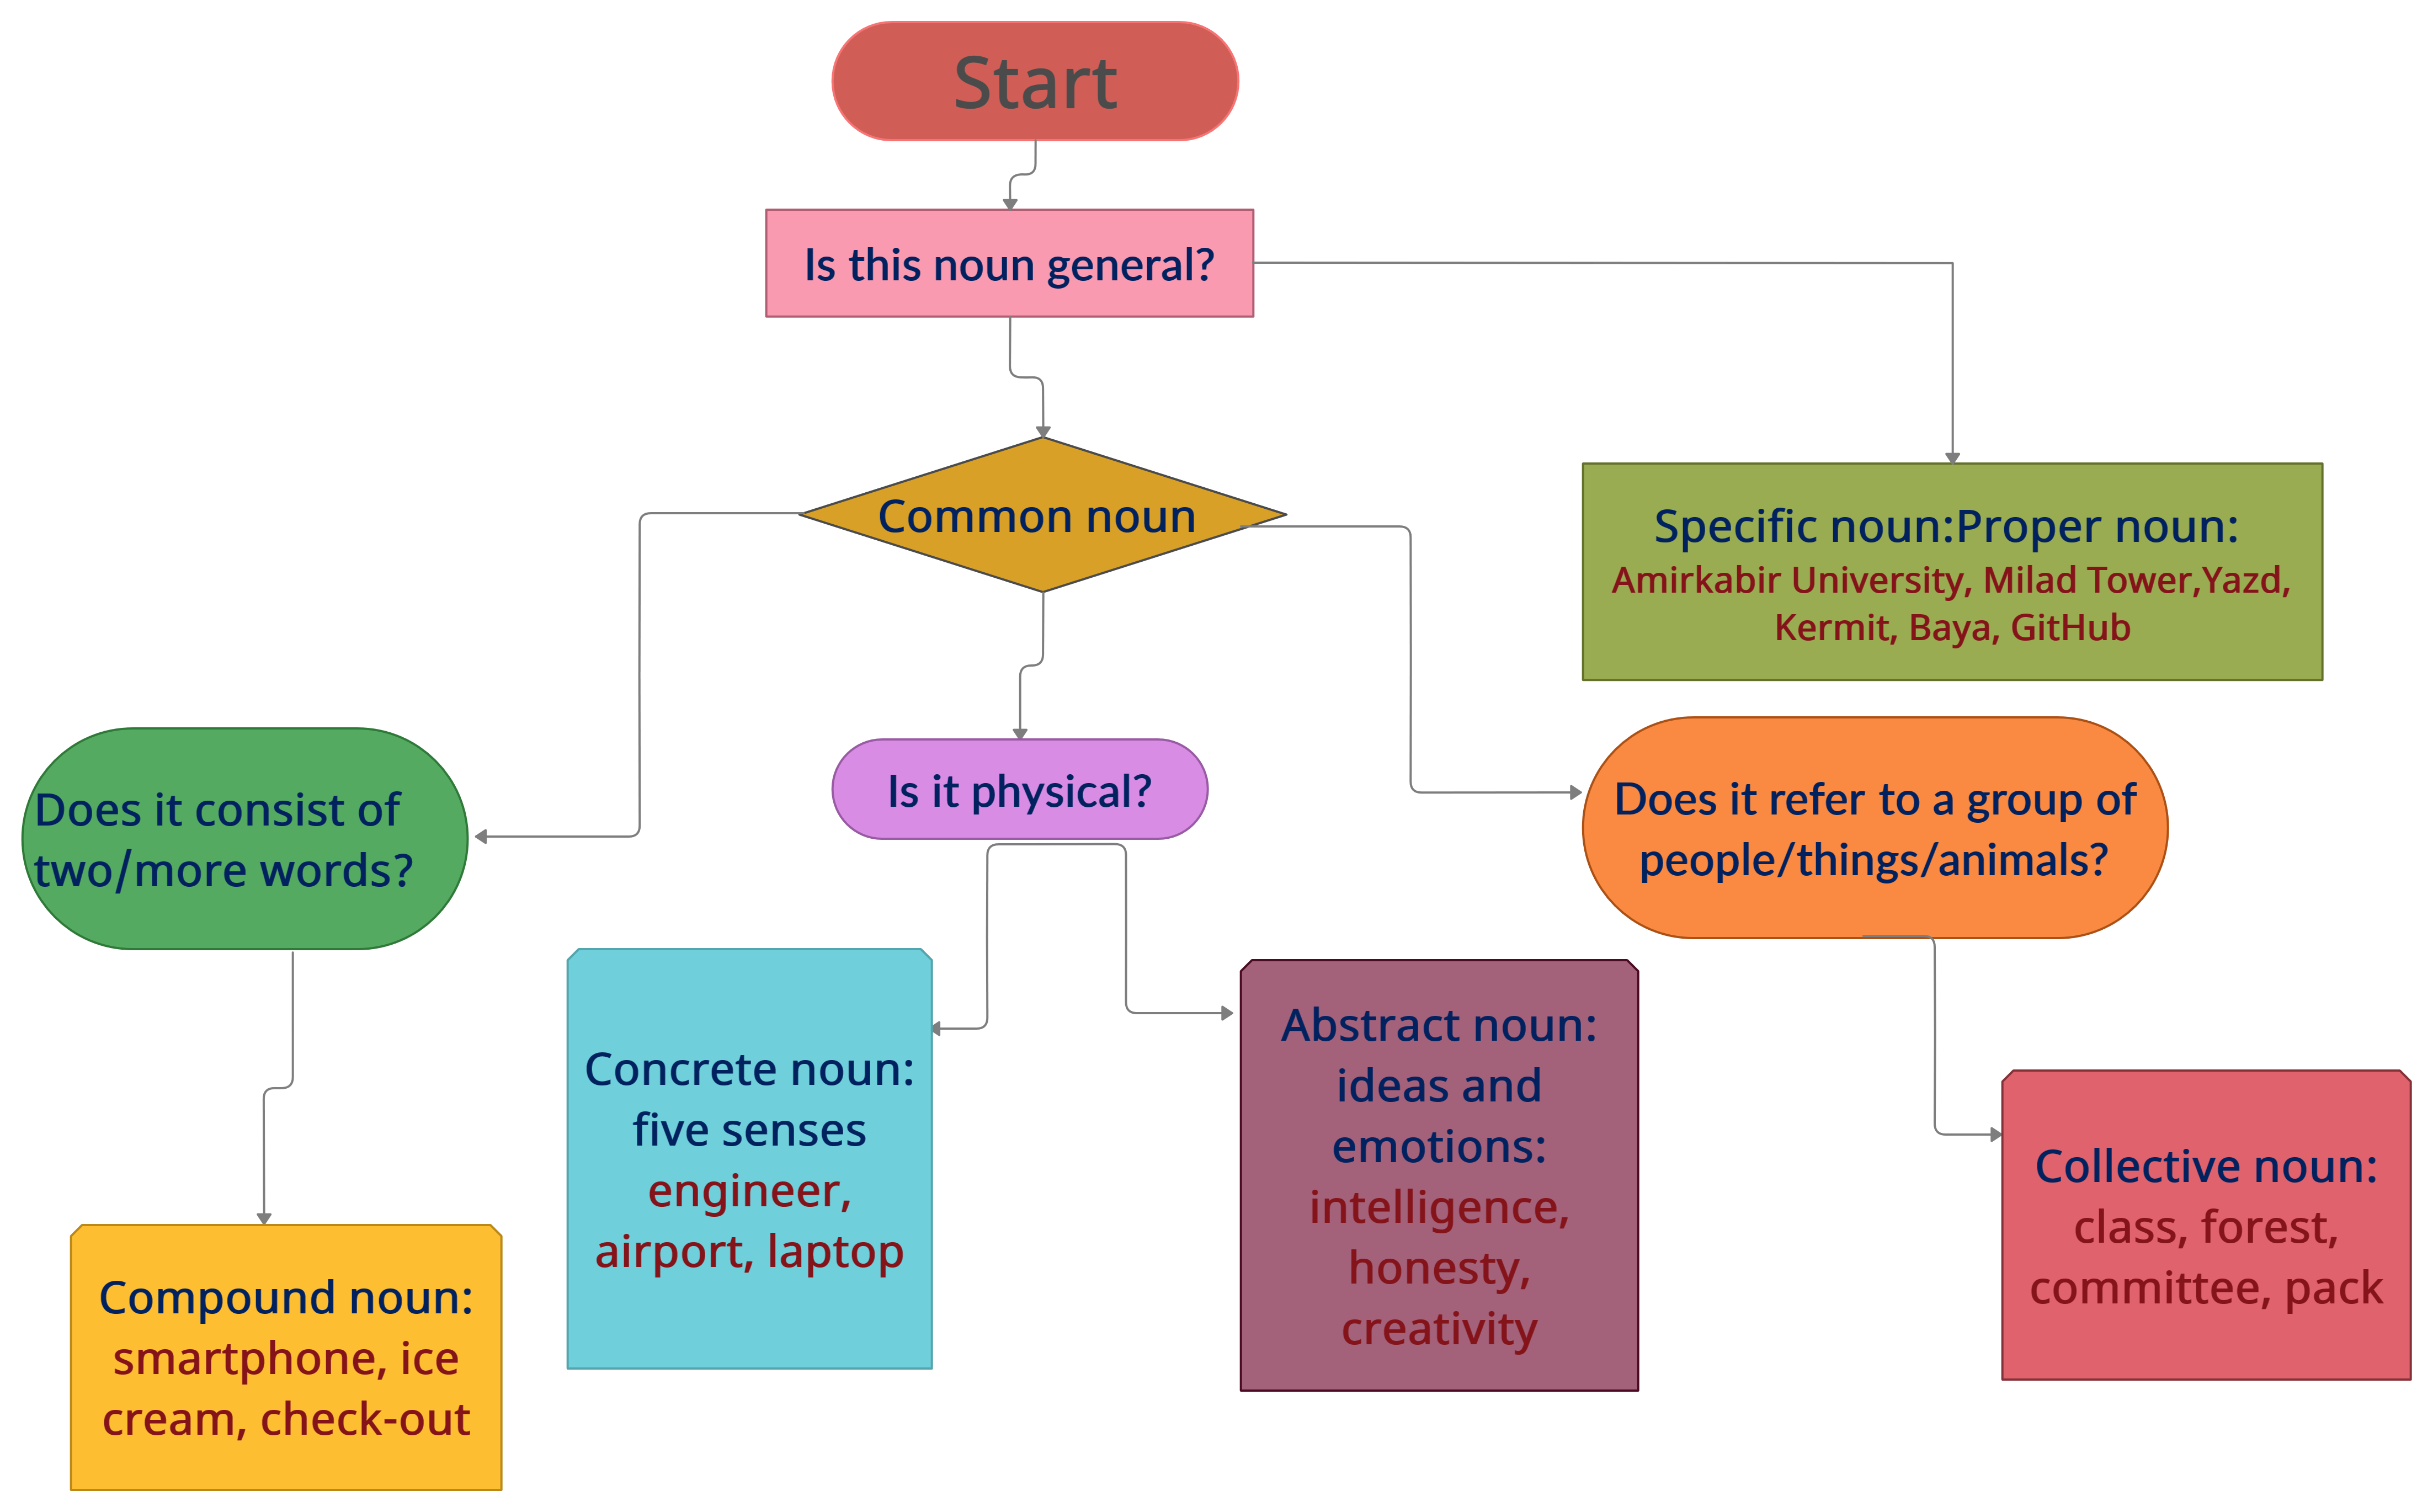 Start
Is this noun general?
Common noun
Specific noun:Proper noun:
Amirkabir University, Milad Tower,Yazd,
Kermit, Baya, GitHub
Does it consist of
two/more words?
Is it physical?
Does it refer to a group of
people/things/animals?
Concrete noun:
five senses
engineer,
airport, laptop
Abstract noun:
ideas and
emotions:
intelligence,
honesty,
creativity
Collective noun:
class, forest,
committee, pack
Compound noun:
smartphone, ice
cream, check-out